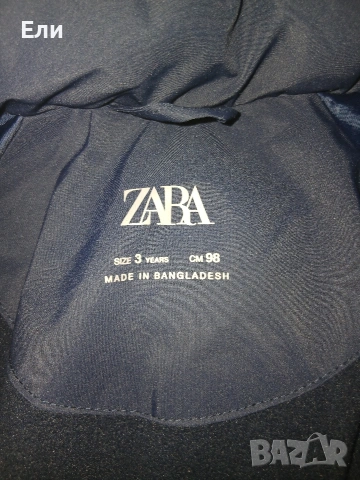 Ели
ZARA
SIZE 3 YEARS CM 98
MADE IN BANGLADESH
BAZAR